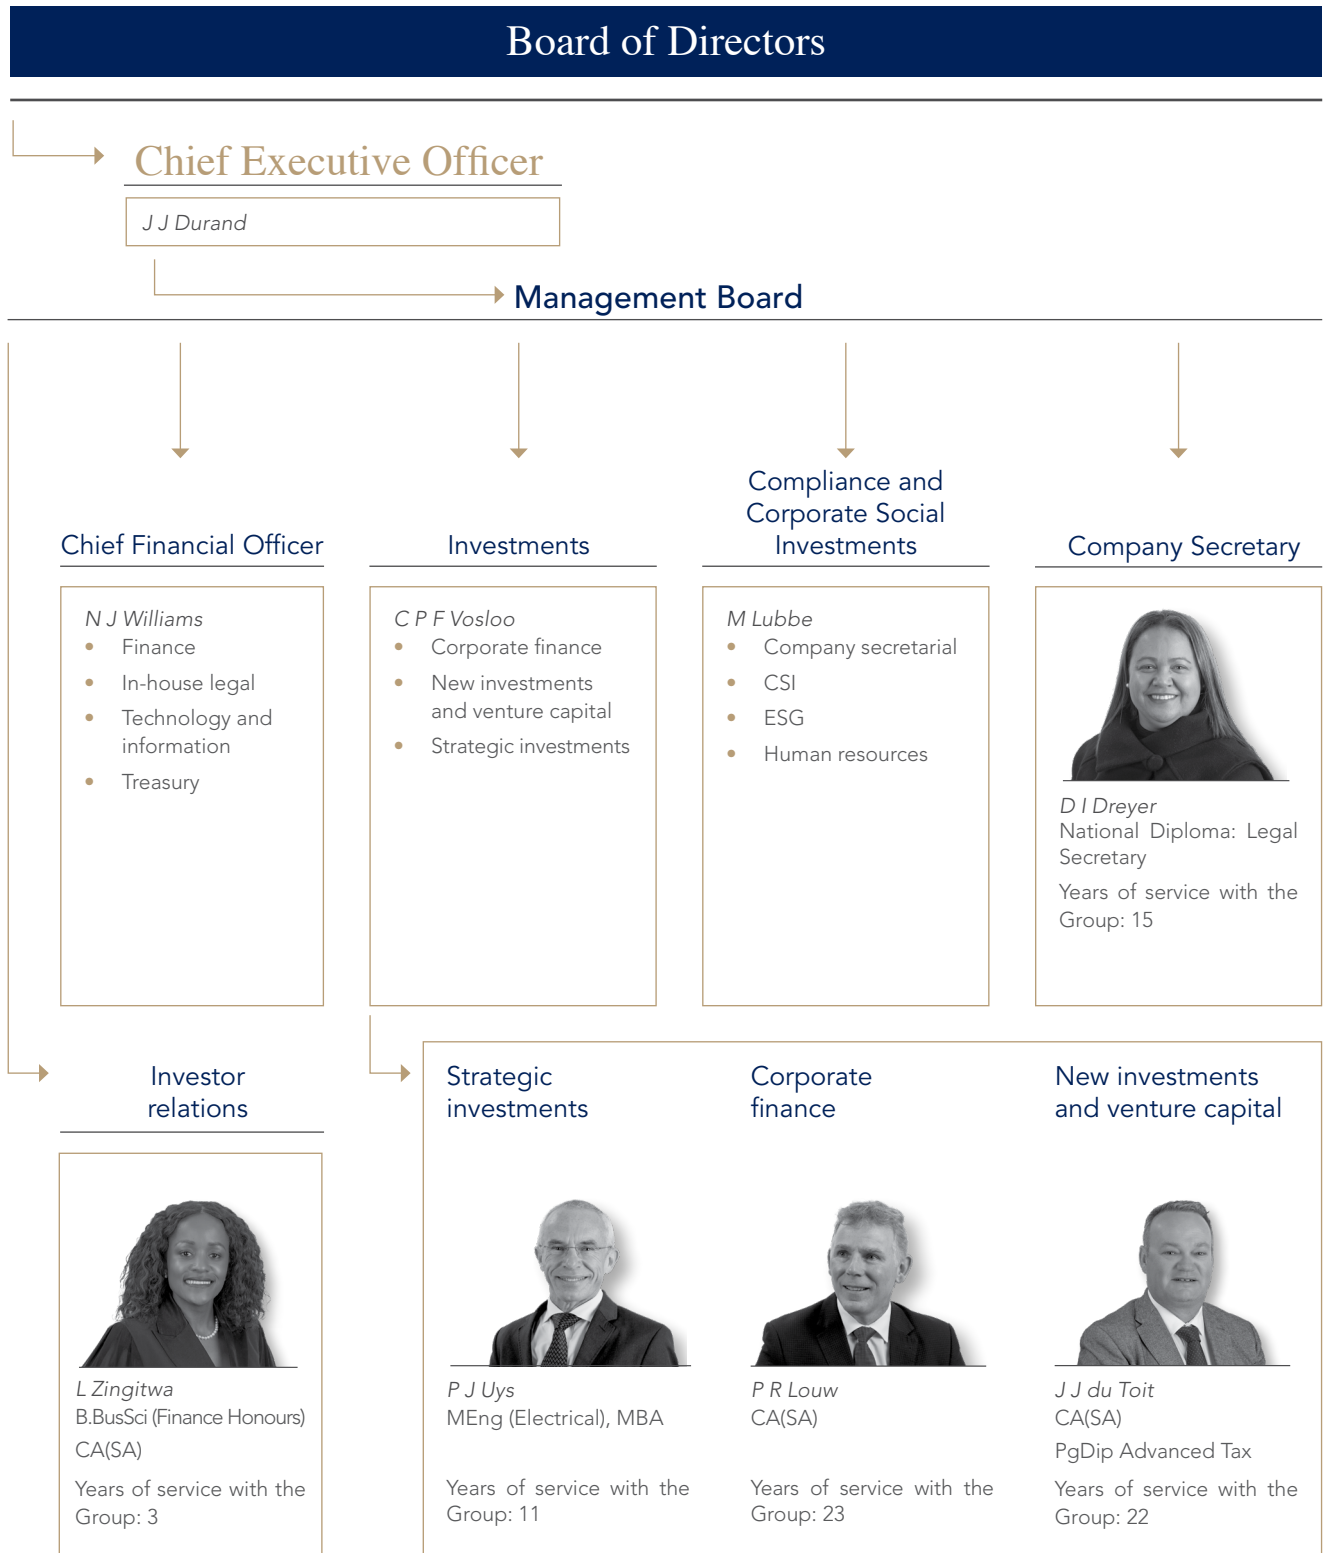 Board of Directors
Chief Executive Officer
J J Durand
Management Board
Chief Financial Officer
N J Williams
• Finance
• In-house legal
• Technology and
information
• Treasury
Investments
C P F Vosloo
• Corporate finance
• New investments
and venture capital
• Strategic investments
Compliance and
Corporate Social
Investments
M Lubbe
• Company secretarial
• CSI
• ESG
• Human resources
Company Secretary
D I Dreyer
National Diploma: Legal
Secretary
Years of service with the
Group: 15
Investor
relations
L Zingitwa
B.BusSci (Finance Honours)
CA(SA)
Years of service with the
Group: 3
Strategic
investments
P J Uys
MEng (Electrical), MBA
Years of service with the
Group: 11
Corporate
finance
P R Louw
CA(SA)
Years of service with the
Group: 23
New investments
and venture capital
J J du Toit
CA(SA)
PgDip Advanced Tax
Years of service with the
Group: 22